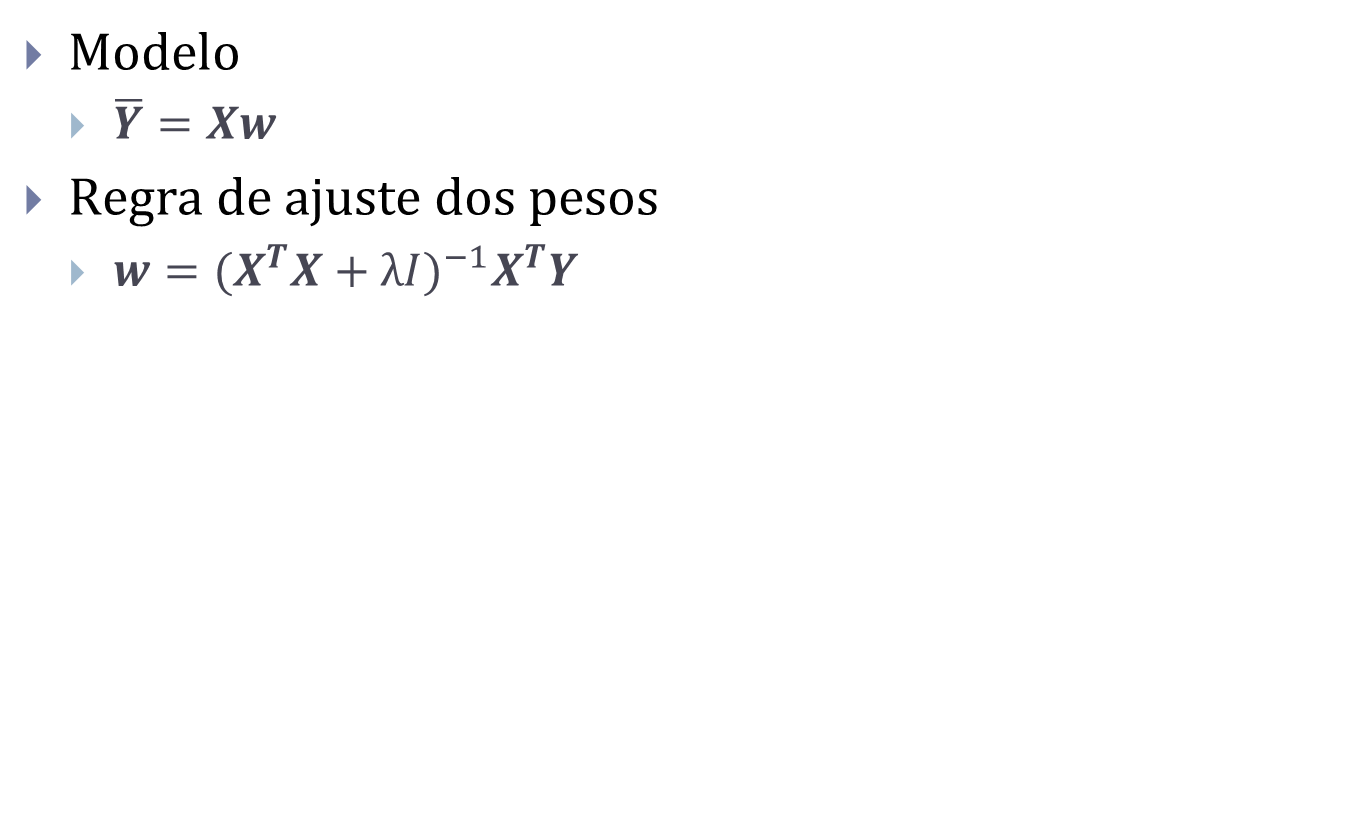 Modelo
Y̅ = Xw
Regra de ajuste dos pesos
w = (XᵀX + λI)⁻¹XᵀY